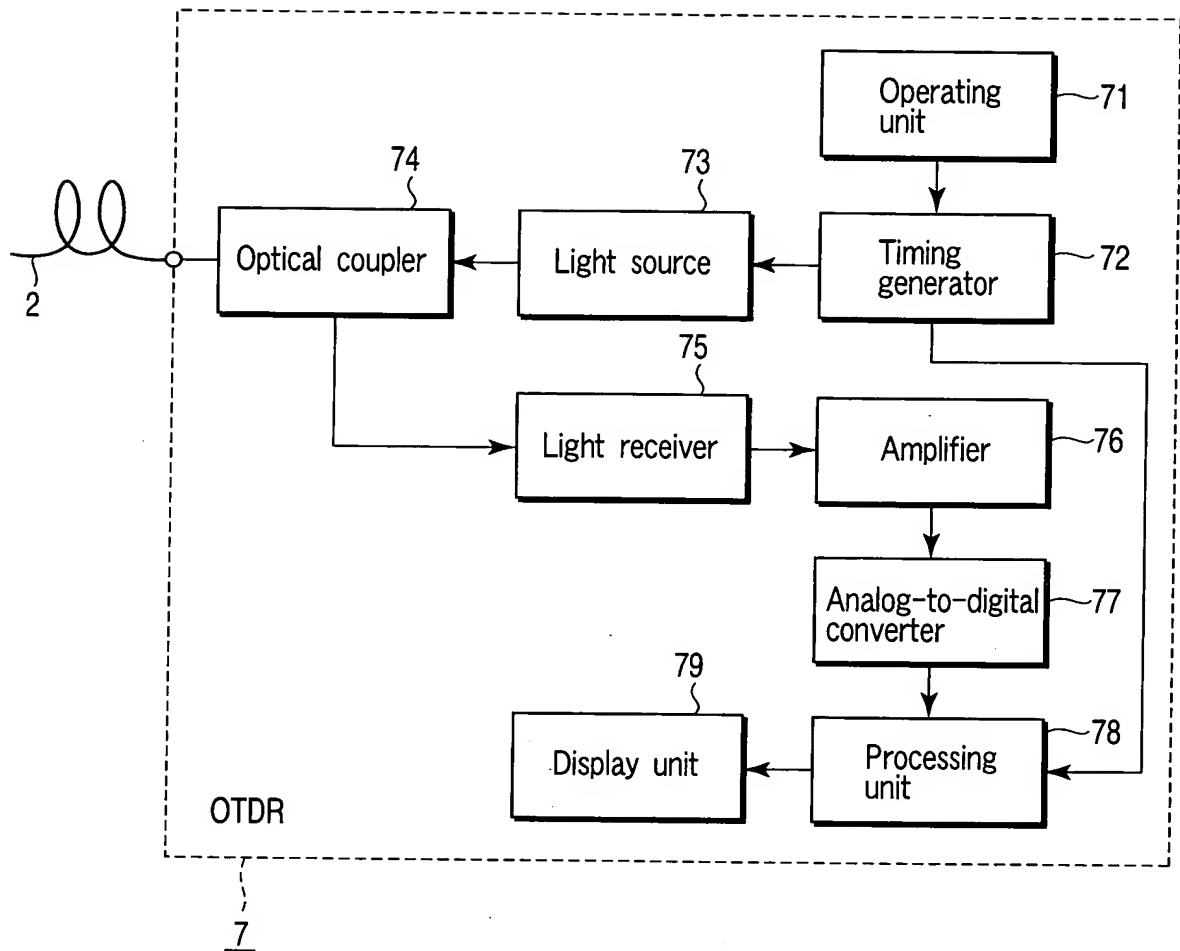 Operating
unit
71
74
73
Optical coupler
Light source
Timing
generator
72
2
75
Light receiver
Amplifier
76
Analog-to-digital
converter
77
79
Display unit
Processing
unit
78
OTDR
7